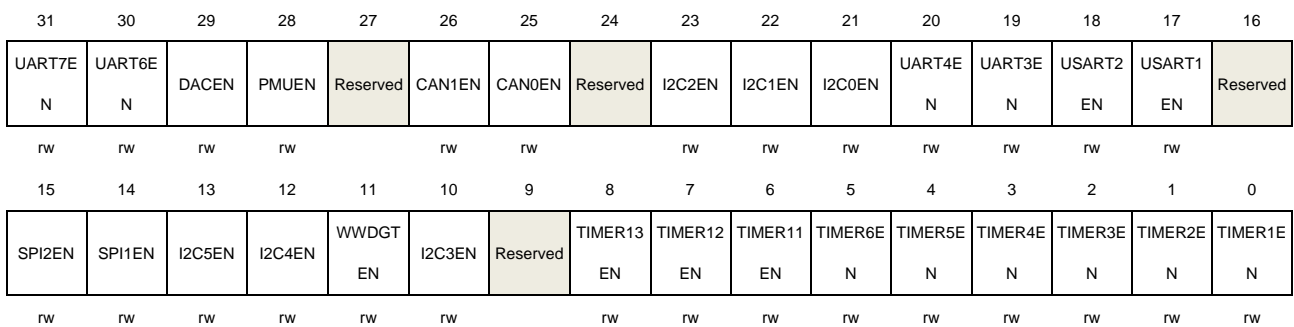 31 30 29 28 27 26 25 24 23 22 21 20 19 18 17 16
UART7E UART6E DACEN PMUEN Reserved CAN1EN CAN0EN Reserved I2C2EN I2C1EN I2C0EN UART4E UART3E USART2 USART1 Reserved
N N N N EN EN
rw rw rw rw rw rw rw rw rw rw rw rw rw
15 14 13 12 11 10 9 8 7 6 5 4 3 2 1 0
SPI2EN SPI1EN I2C5EN I2C4EN WWDGT I2C3EN Reserved TIMER13 TIMER12 TIMER11 TIMER6E TIMER5E TIMER4E TIMER3E TIMER2E TIMER1E
EN EN EN EN N N N N N N
rw rw rw rw rw rw rw rw rw rw rw rw rw rw rw